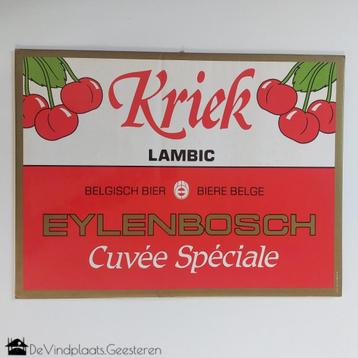 Kriek
LAMBIC
BELGISCH BIER BIERE BELGE
EYLENBOSCH
Cuvée Spéciale
DeVindplaats.Geesteren